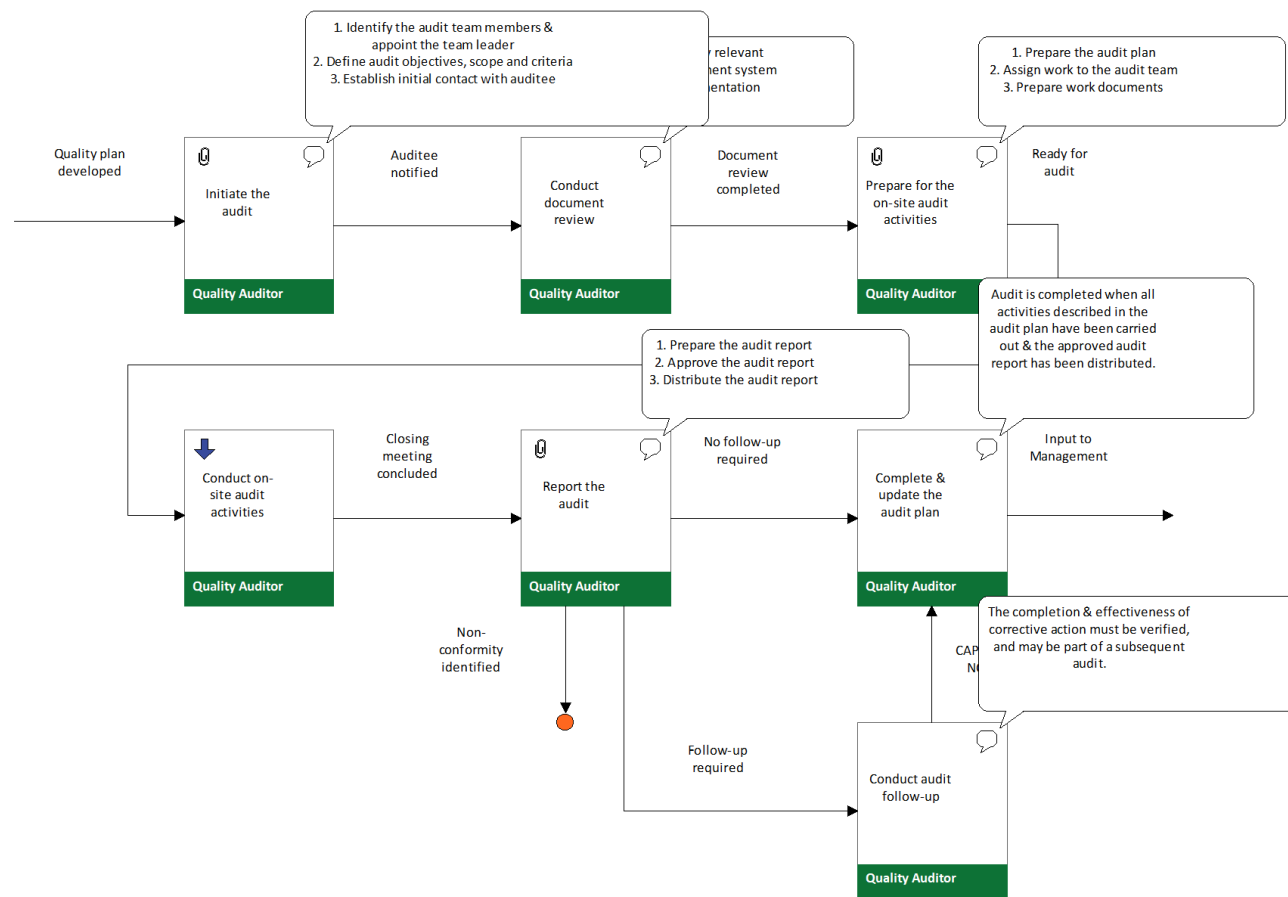 1. Identify the audit team members &
appoint the team leader
2. Define audit objectives, scope and criteria
3. Establish initial contact with auditee
relevant
system
1. Prepare the audit plan
2. Assign work to the audit team
3. Prepare work documents
Quality plan
developed
Initiate the
audit
Quality Auditor
Auditee
notified
Conduct
document
review
Quality Auditor
Document
review
completed
Prepare for the
on-site audit
activities
Quality Auditor
Ready for
audit
Audit is completed when all
activities described in the
audit plan have been carried
out & the approved audit
report has been distributed.
1. Prepare the audit report
2. Approve the audit report
3. Distribute the audit report
Conduct on-
site audit
activities
Quality Auditor
Closing
meeting
concluded
Report the
audit
Quality Auditor
No follow-up
required
Complete &
update the
audit plan
Quality Auditor
Input to
Management
Non-
conformity
identified
The completion & effectiveness of
corrective action must be verified,
and may be part of a subsequent
audit.
Follow-up
required
Conduct audit
follow-up
Quality Auditor